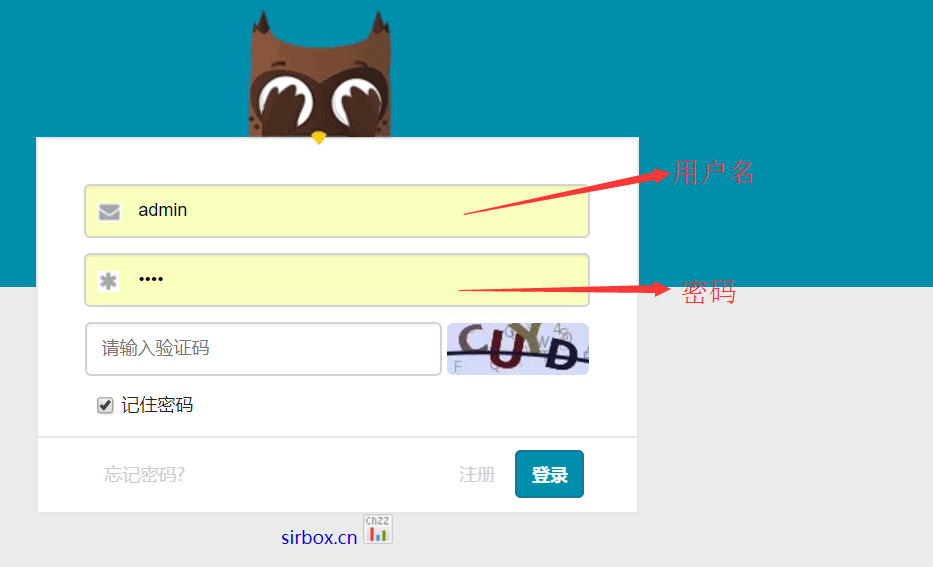 用户名
admin
••••
密码
请输入验证码
CUYD
记住密码
忘记密码?
注册
登录
sirbox.cn
CNZZ